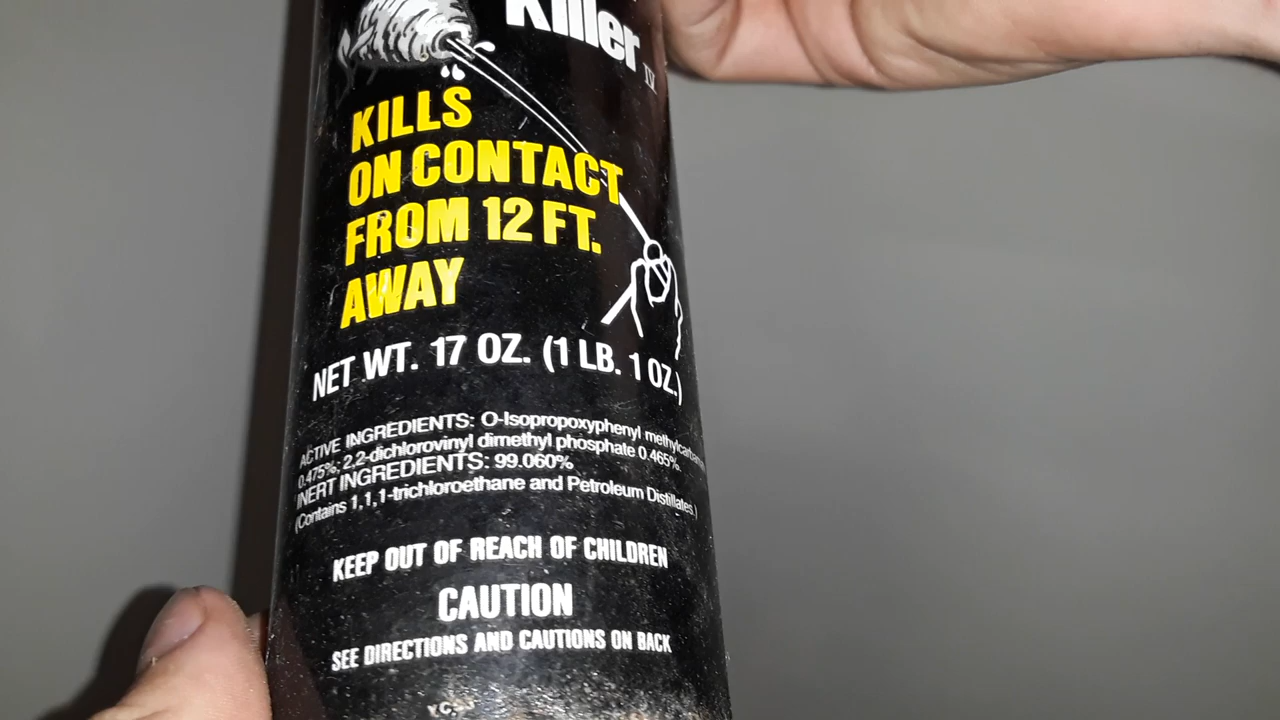 Killer IV
KILLS
ON CONTACT
FROM 12 FT.
AWAY
NET WT. 17 OZ. (1 LB. 1 OZ.)
ACTIVE INGREDIENTS: O-Isopropoxyphenyl
0.475%; 2,2-dichlorovinyl dimethyl phosphate 0.465%.
INERT INGREDIENTS: 99.060%
(Contains 1,1,1-trichloroethane and Petroleum Distillates.)
KEEP OUT OF REACH OF CHILDREN
CAUTION
SEE DIRECTIONS AND CAUTIONS ON BACK